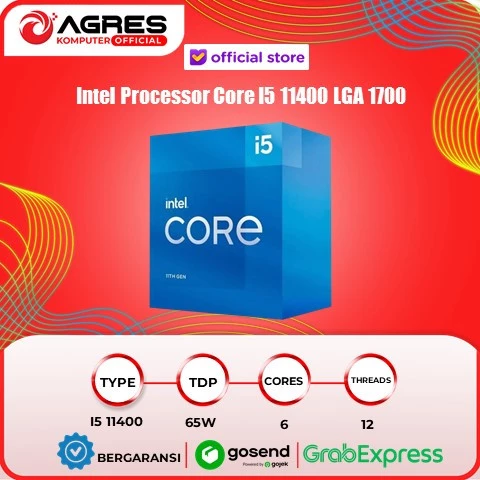 AGRES
KOMPUTER OFFICIAL
official store
Intel Processor Core I5 11400 LGA 1700
i5
intel
CORE
11TH GEN
TYPE TDP CORES THREADS
I5 11400 65W 6 12
BERGARANSI gosend GrabExpress
Powered by gojek